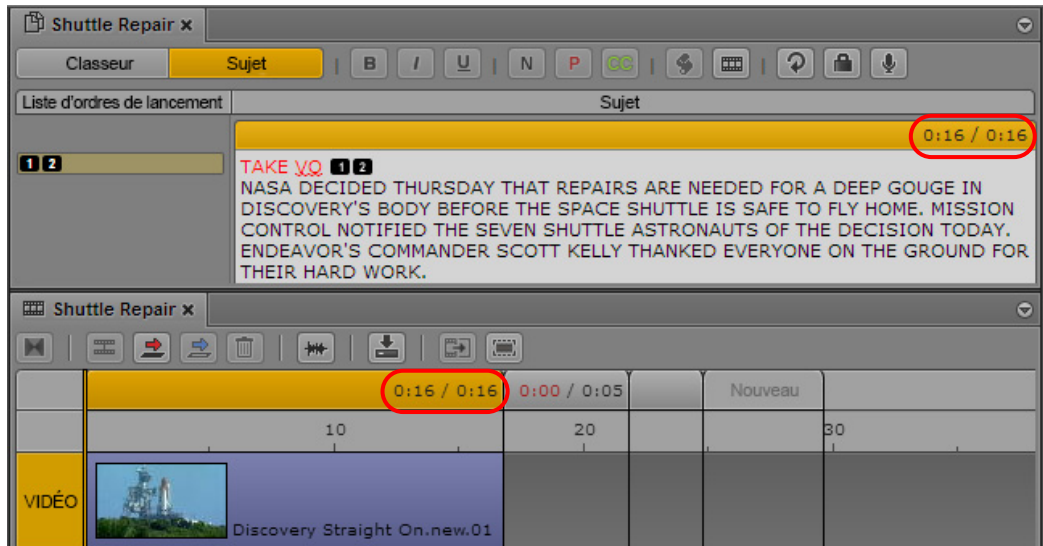 Shuttle Repair ×
Classeur Sujet | B I U | N P CC | |
Liste d'ordres de lancement Sujet
0:16 / 0:16
1 2 TAKE VO 1 2
NASA DECIDED THURSDAY THAT REPAIRS ARE NEEDED FOR A DEEP GOUGE IN
DISCOVERY'S BODY BEFORE THE SPACE SHUTTLE IS SAFE TO FLY HOME. MISSION
CONTROL NOTIFIED THE SEVEN SHUTTLE ASTRONAUTS OF THE DECISION TODAY.
ENDEAVOR'S COMMANDER SCOTT KELLY THANKED EVERYONE ON THE GROUND FOR
THEIR HARD WORK.
Shuttle Repair ×
0:16 / 0:16 0:00 / 0:05 Nouveau
10 20 30
VIDÉO Discovery Straight On.new.01